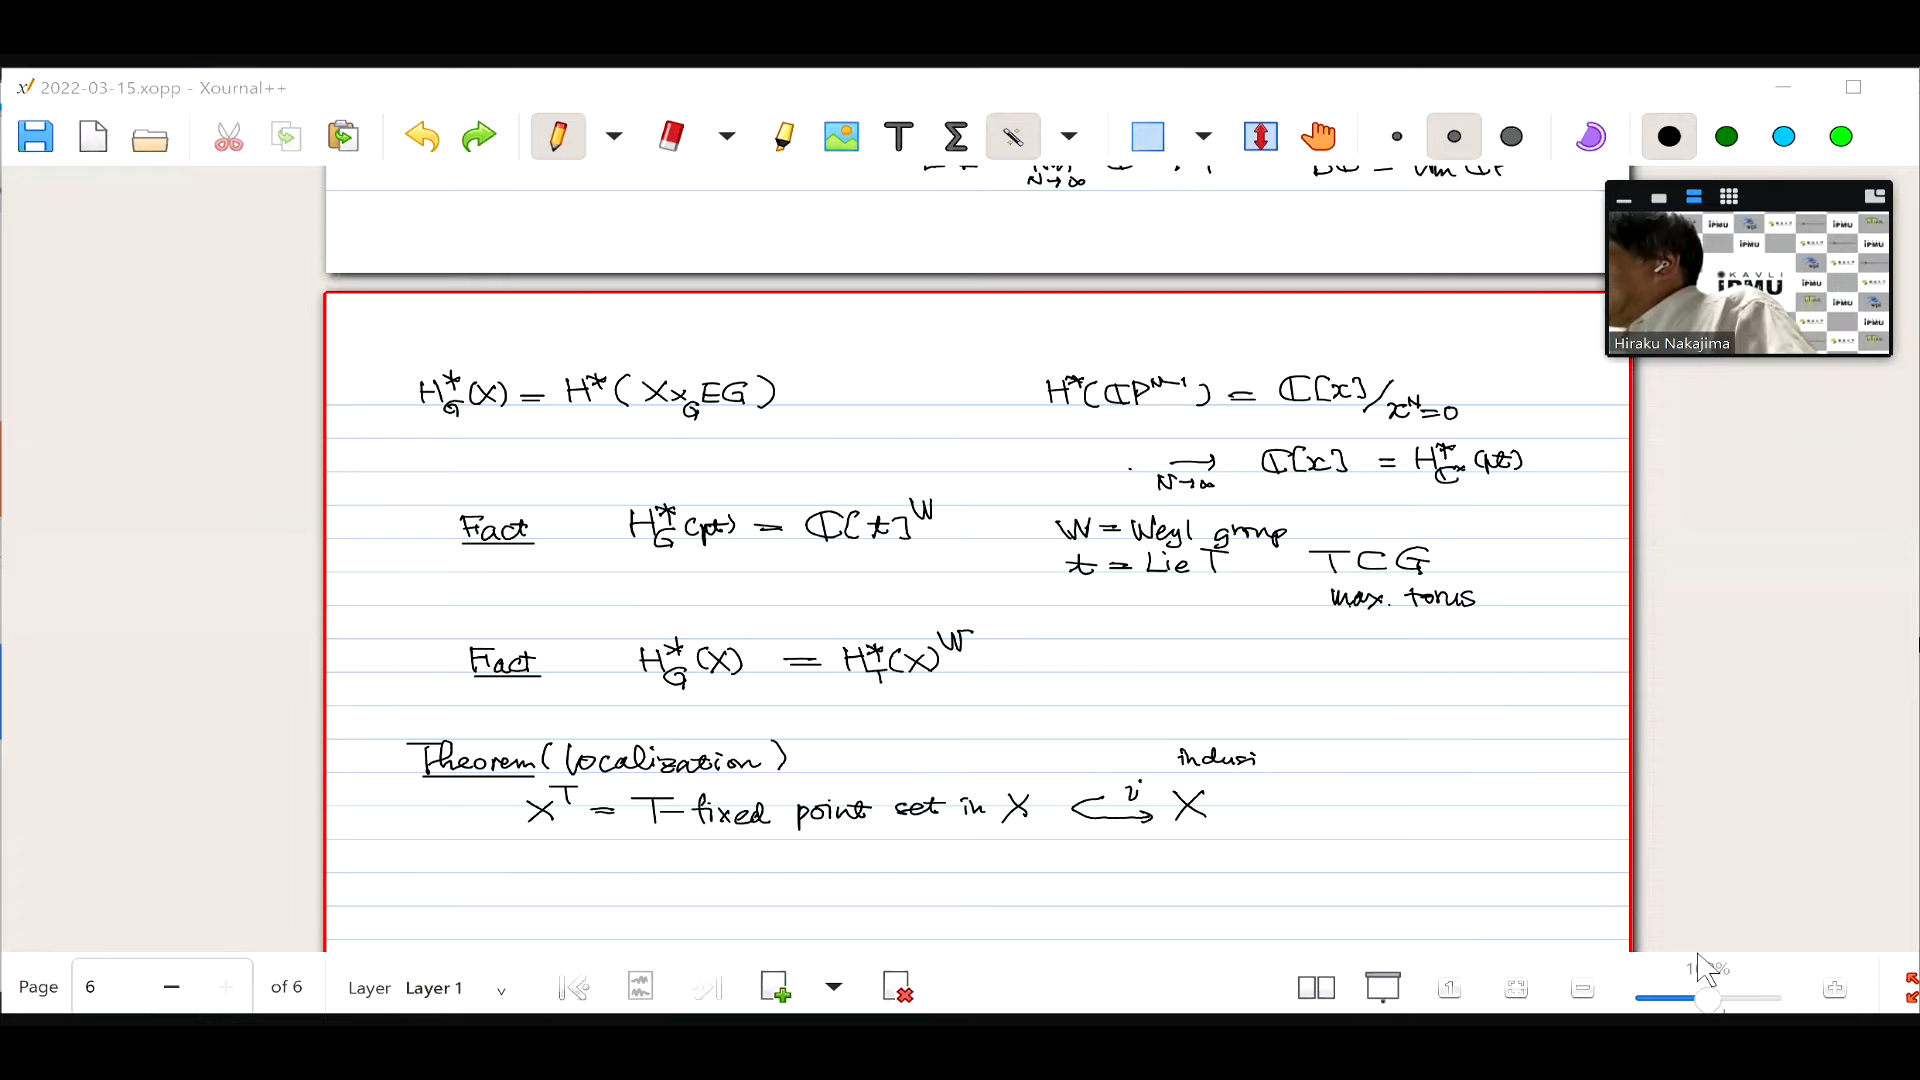 2022-03-15.xopp - Xournal++
N→∞
H*_G(X) = H*(X×_G EG)
H*(ℂP^{N-1}) = ℂ[x]/x^N=0
→ N→∞ ℂ[x] = H*_{ℂ^×}(pt)
Fact H*_G(pt) = ℂ[t]^W
W = Weyl group
t = Lie T T ⊂ G
max. torus
Fact H*_G(X) = H*_T(X)^W
Theorem (localization)
inclusi
X^T = T-fixed point set in X ↪^i X
KAVLI
IPMU
Hiraku Nakajima
Page 6 of 6 Layer Layer 1